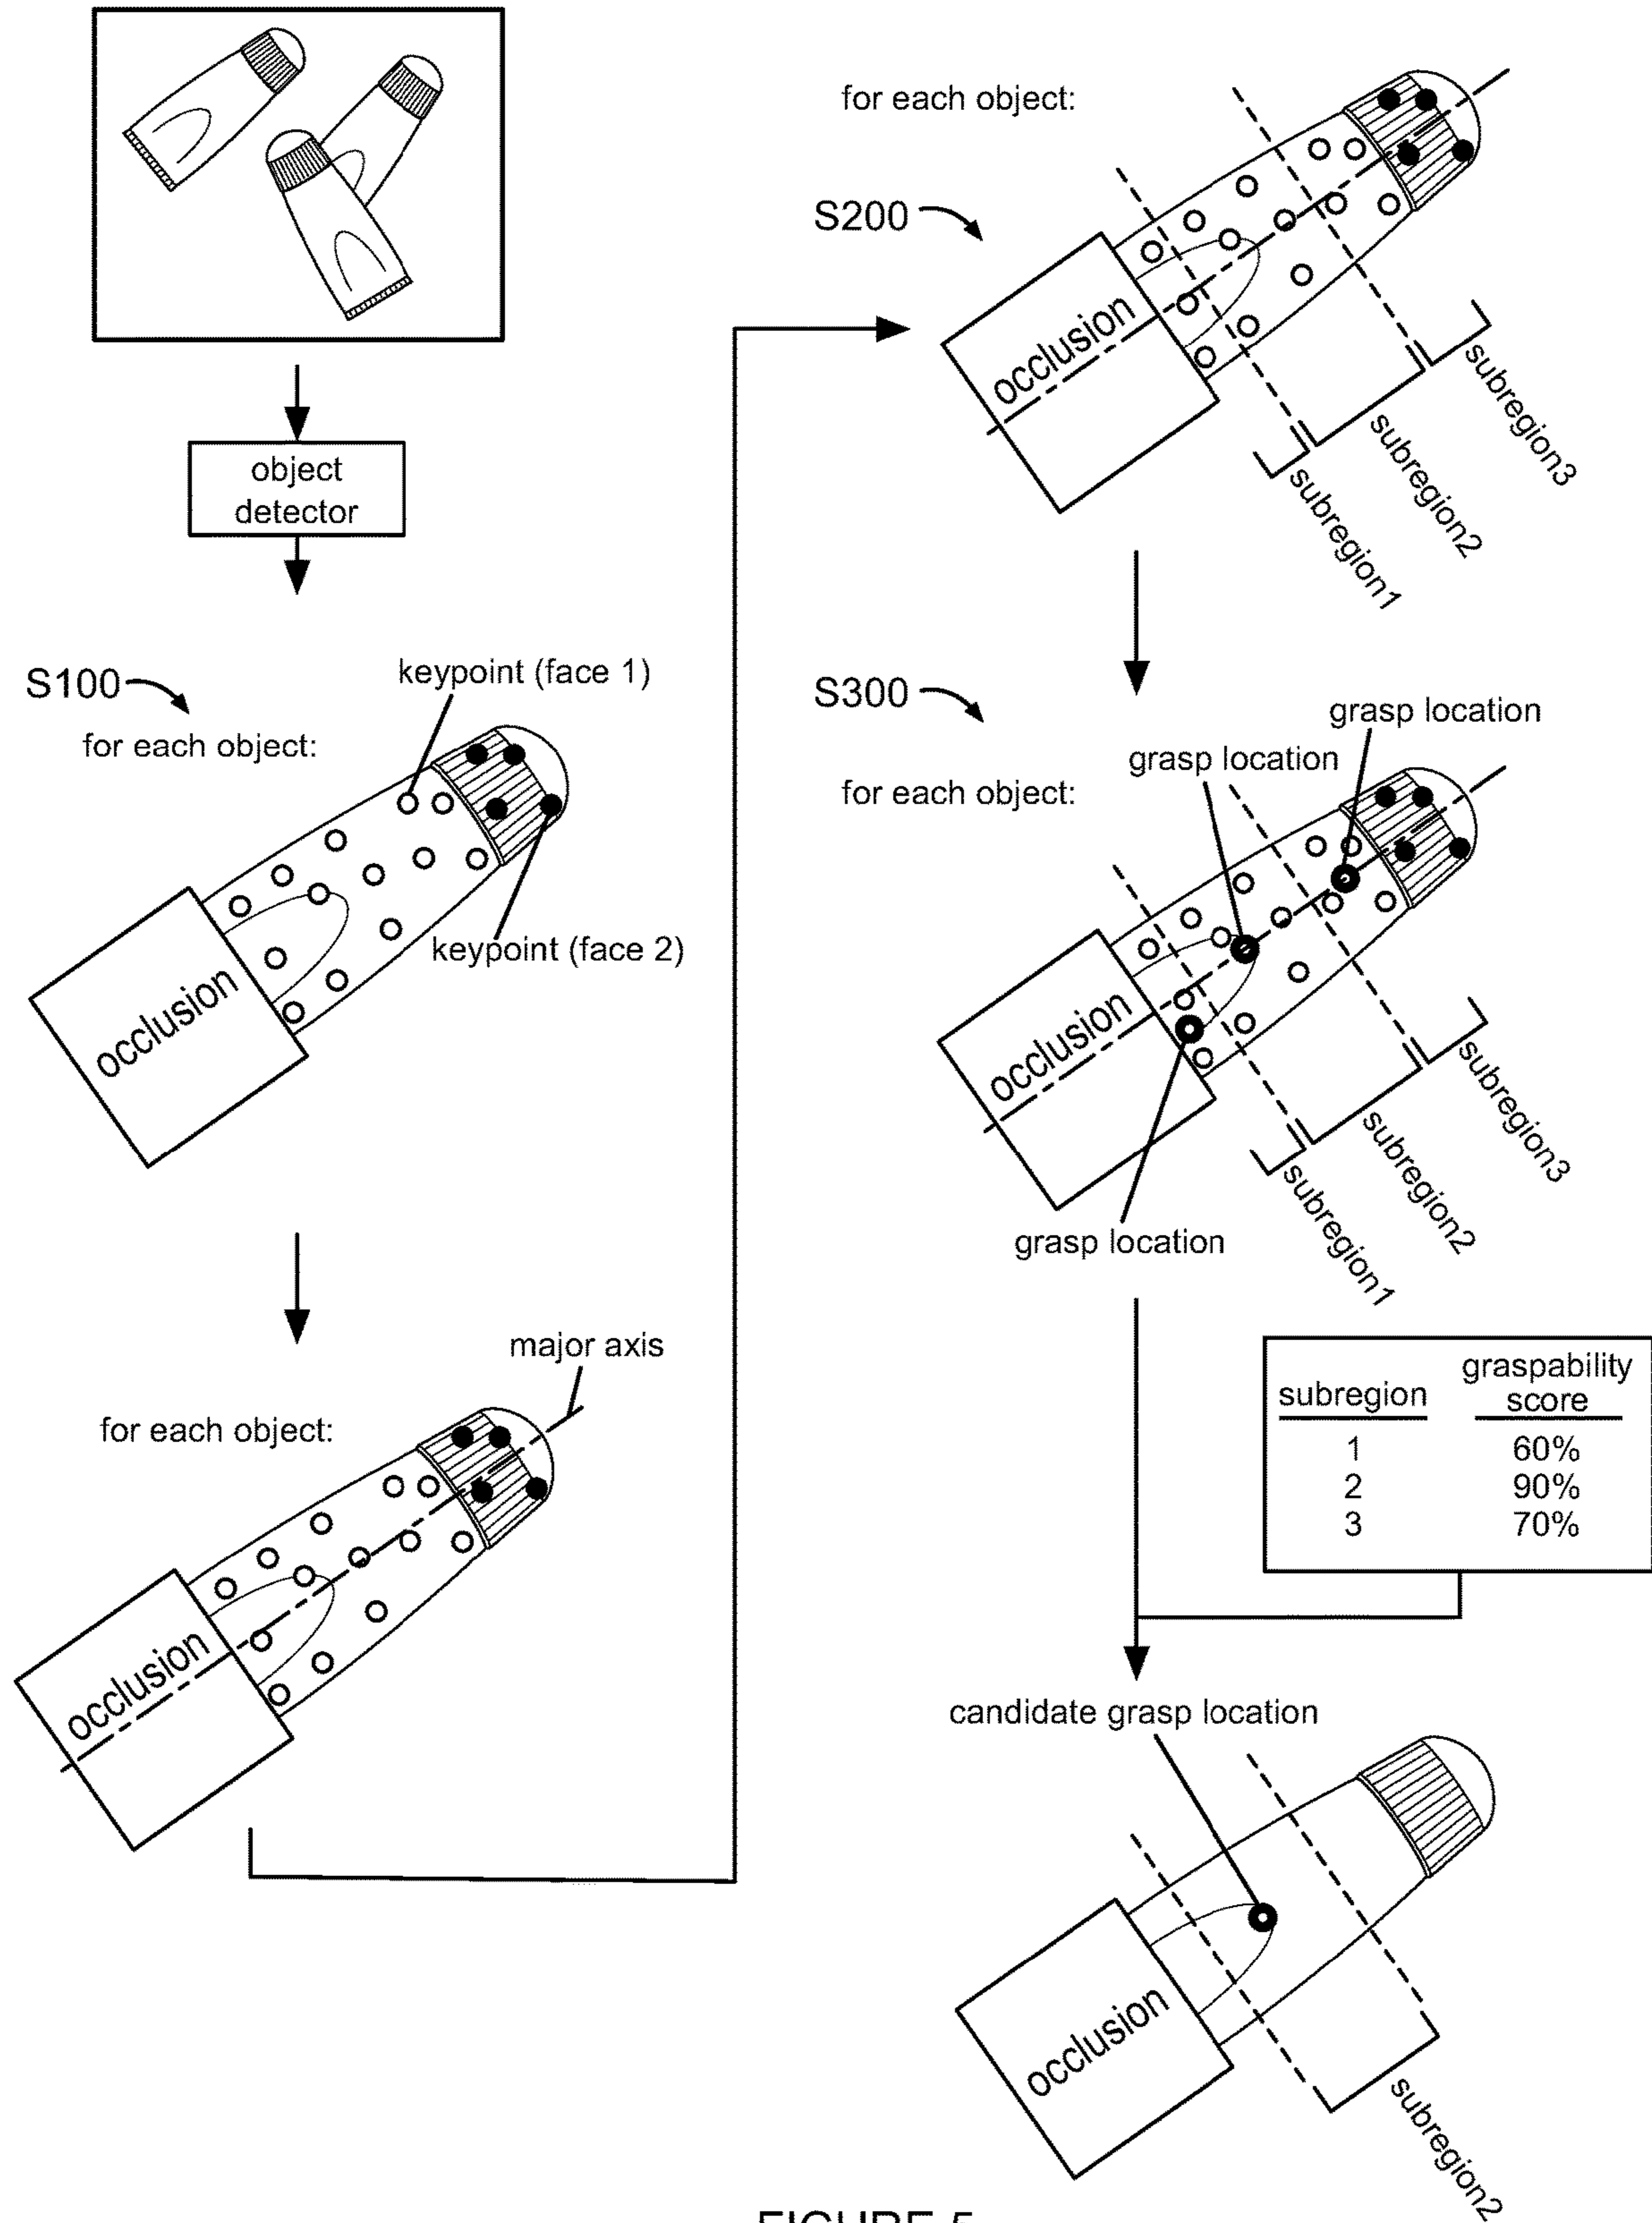 object
detector
S100
keypoint (face 1)
for each object:
keypoint (face 2)
occlusion
major axis
for each object:
occlusion
for each object:
S200
occlusion
subregion1
subregion2
subregion3
S300
grasp location
grasp location
for each object:
occlusion
subregion1
subregion2
subregion3
grasp location
subregion graspability score
1 60%
2 90%
3 70%
candidate grasp location
occlusion
subregion2
FIGURE 5